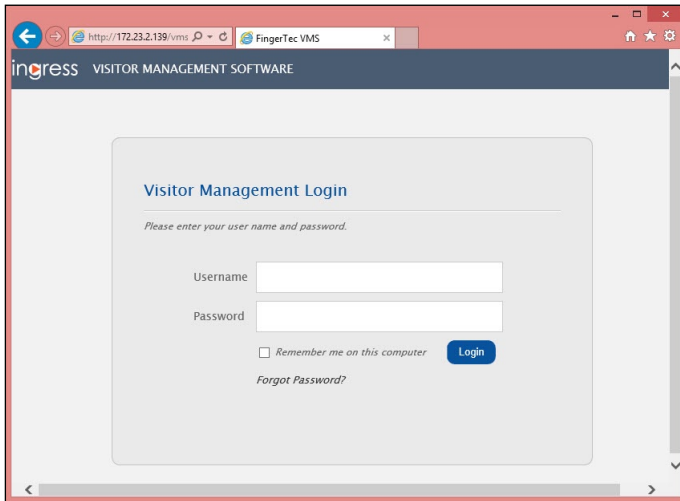 http://172.23.2.139/vms
FingerTec VMS
ingress VISITOR MANAGEMENT SOFTWARE
Visitor Management Login
Please enter your user name and password.
Username
Password
Remember me on this computer
Login
Forgot Password?